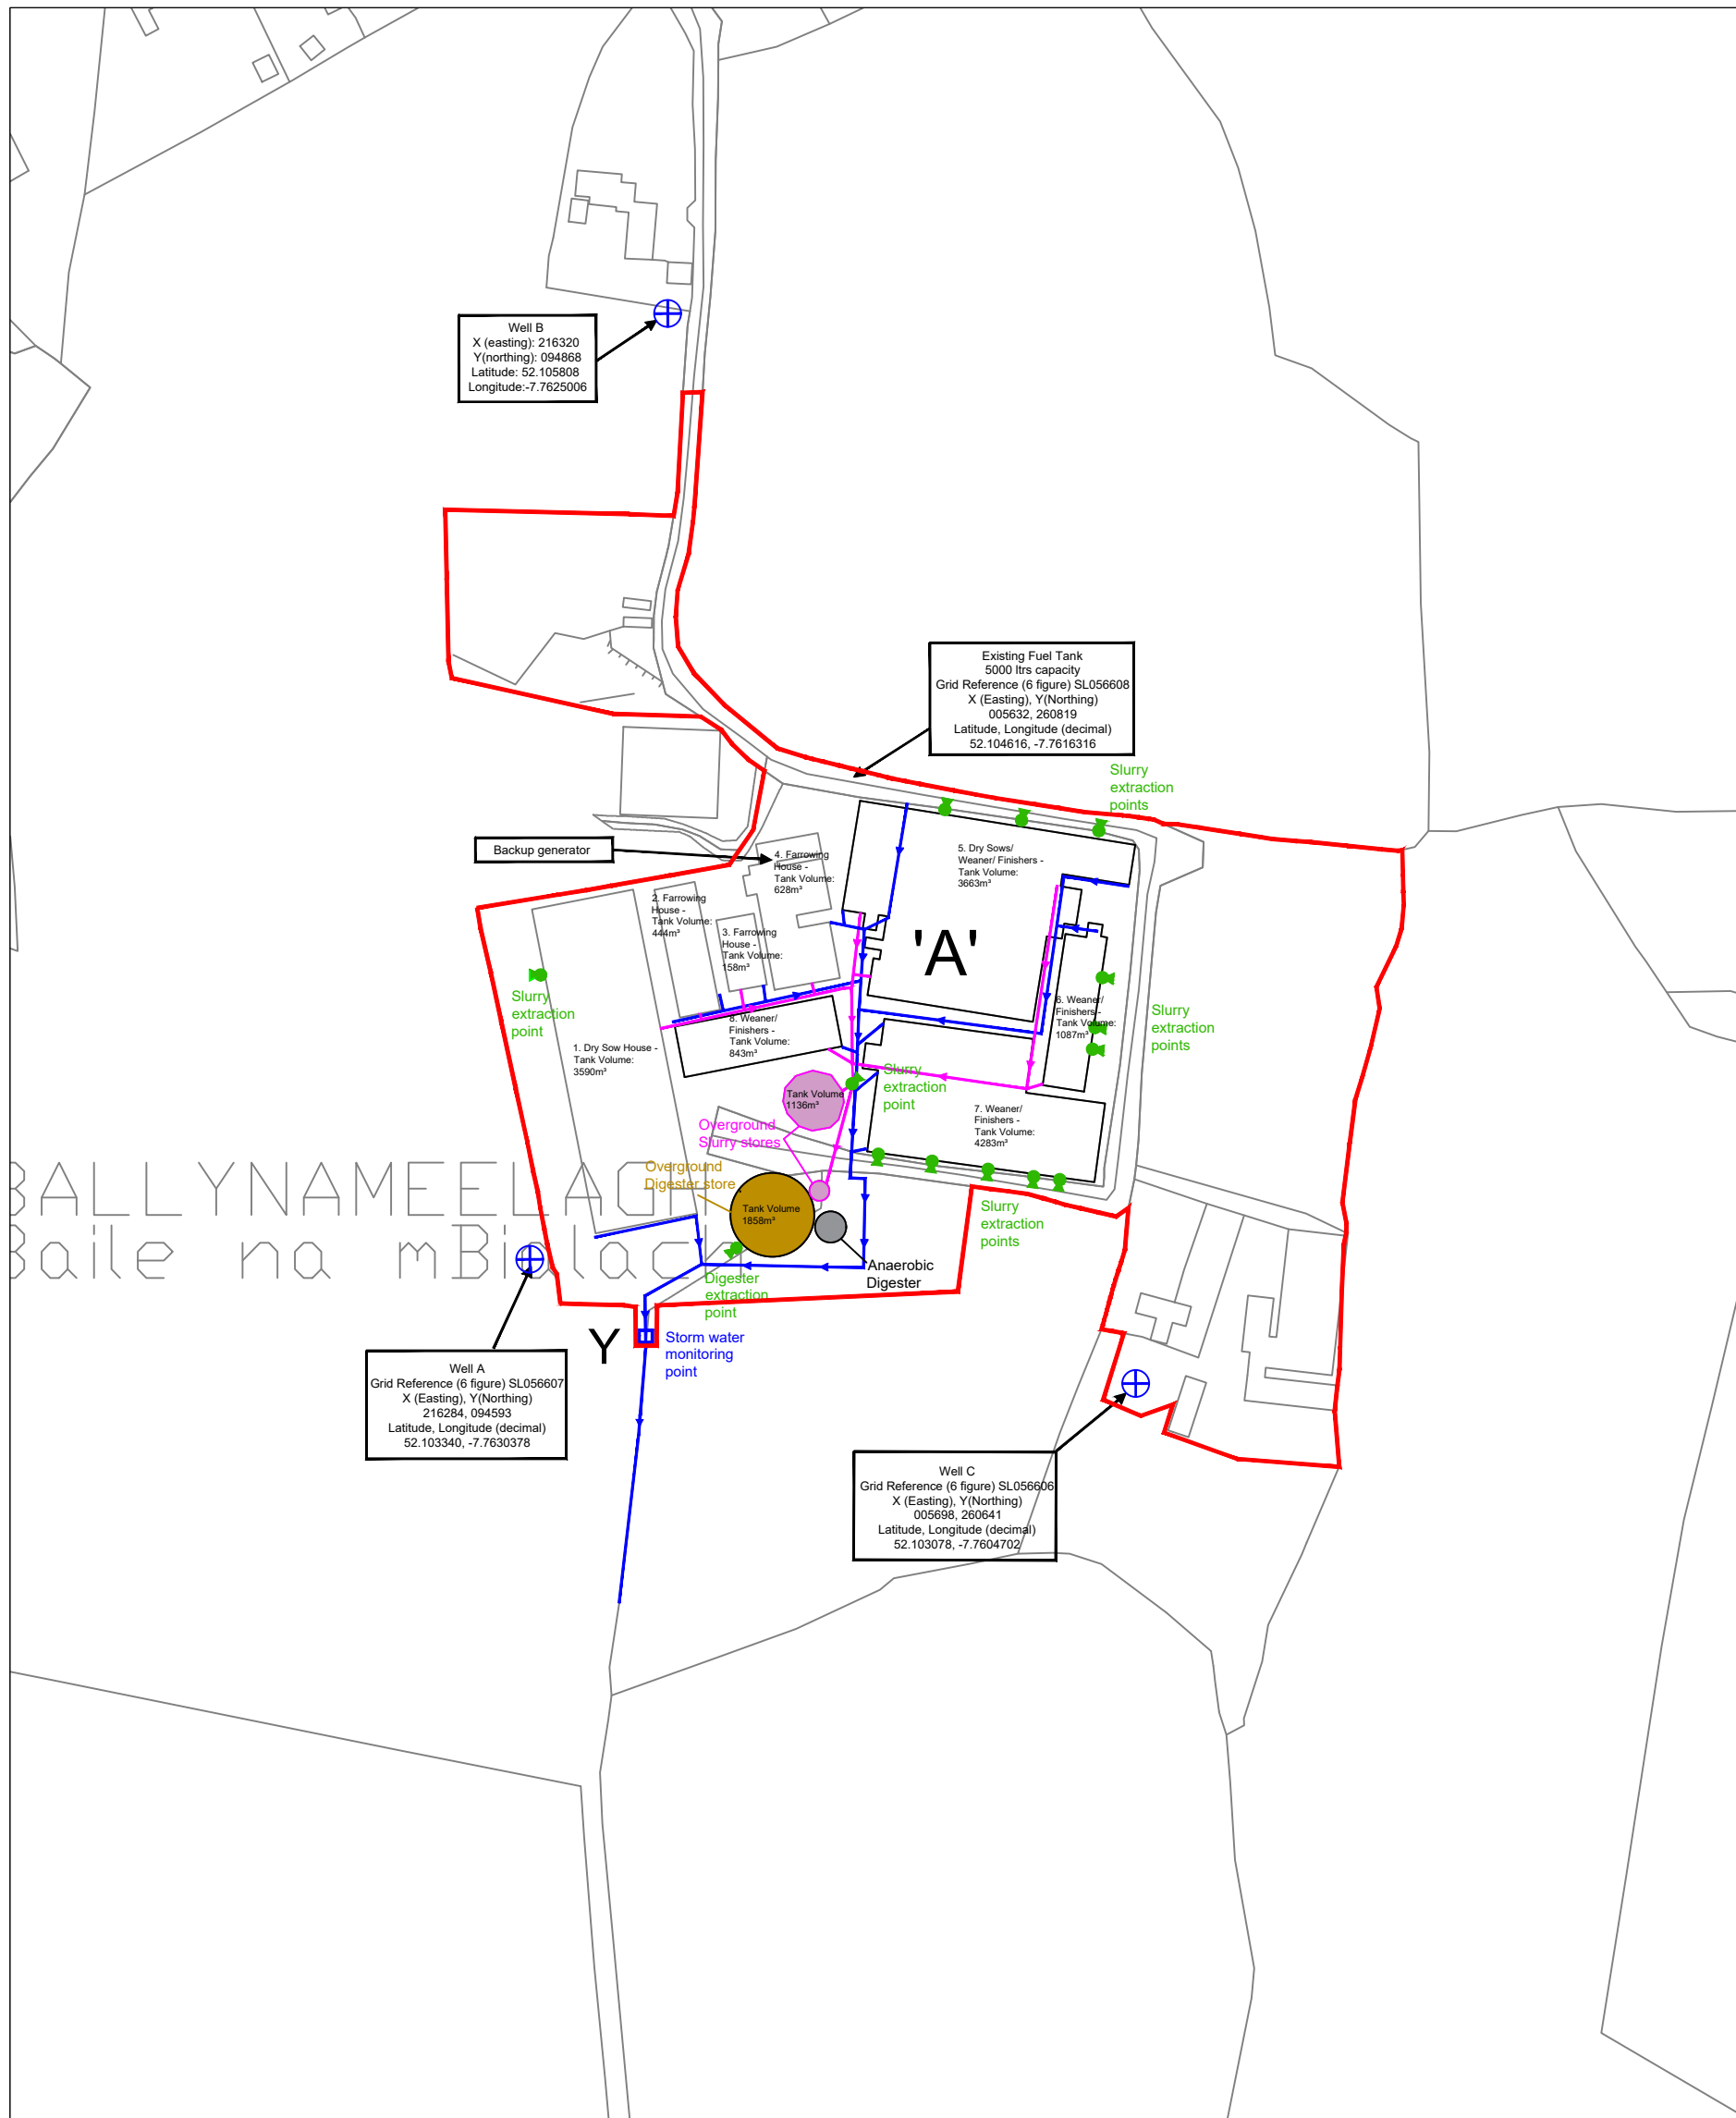 Well B
X (easting): 216320
Y(northing): 094868
Latitude: 52.105808
Longitude:-7.7625006
Existing Fuel Tank
5000 ltrs capacity
Grid Reference (6 figure) SL056608
X (Easting), Y(Northing)
005632, 260819
Latitude, Longitude (decimal)
52.104616, -7.7616316
Slurry
extraction
points
Backup generator
4. Farrowing
House -
Tank Volume:
628m³
5. Dry Sows/
Weaner/ Finishers -
Tank Volume:
3663m³
2. Farrowing
House -
Tank Volume:
444m³
3. Farrowing
House -
Tank Volume:
158m³
'A'
Slurry
extraction
point
8. Weaner/
Finishers -
Tank Volume:
843m³
6. Weaner/
Finishers -
Tank Volume:
1087m³
Slurry
extraction
points
1. Dry Sow House -
Tank Volume:
3590m³
Tank Volume
1136m³
Slurry
extraction
point
7. Weaner/
Finishers -
Tank Volume:
4283m³
Overground
Slurry stores
Overground
Digester store
BALLYNAMEELAGH
Baile na mBiolach
Tank Volume
1858m³
Slurry
extraction
points
Anaerobic
Digester
Digester
extraction
point
Y
Storm water
monitoring
point
Well A
Grid Reference (6 figure) SL056607
X (Easting), Y(Northing)
216284, 094593
Latitude, Longitude (decimal)
52.103340, -7.7630378
Well C
Grid Reference (6 figure) SL056606
X (Easting), Y(Northing)
005698, 260641
Latitude, Longitude (decimal)
52.103078, -7.7604702